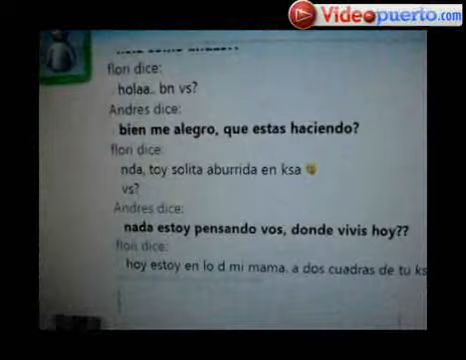 Videopuerto.com
flori dice:
holaa.. bn vs?
Andres dice:
bien me alegro, que estas haciendo?
flori dice:
nda, toy solita aburrida en ksa
vs?
Andres dice:
nada estoy pensando vos, donde vivis hoy??
flori dice:
hoy estoy en lo d mi mama. a dos cuadras de tu ks